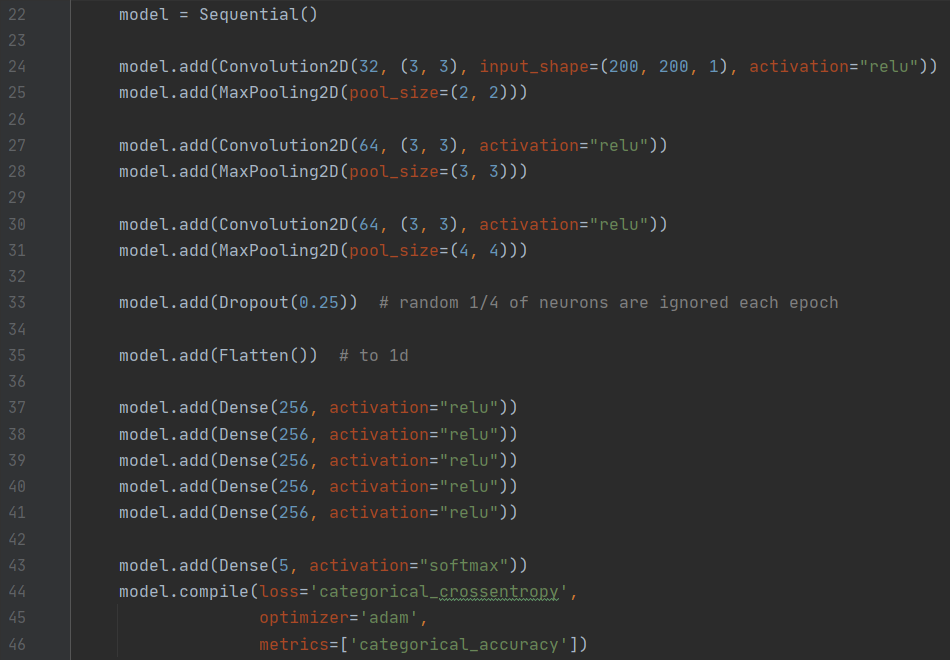 22 model = Sequential()
23
24 model.add(Convolution2D(32, (3, 3), input_shape=(200, 200, 1), activation="relu"))
25 model.add(MaxPooling2D(pool_size=(2, 2)))
26
27 model.add(Convolution2D(64, (3, 3), activation="relu"))
28 model.add(MaxPooling2D(pool_size=(3, 3)))
29
30 model.add(Convolution2D(64, (3, 3), activation="relu"))
31 model.add(MaxPooling2D(pool_size=(4, 4)))
32
33 model.add(Dropout(0.25))  # random 1/4 of neurons are ignored each epoch
34
35 model.add(Flatten())  # to 1d
36
37 model.add(Dense(256, activation="relu"))
38 model.add(Dense(256, activation="relu"))
39 model.add(Dense(256, activation="relu"))
40 model.add(Dense(256, activation="relu"))
41 model.add(Dense(256, activation="relu"))
42
43 model.add(Dense(5, activation="softmax"))
44 model.compile(loss='categorical_crossentropy',
45               optimizer='adam',
46               metrics=['categorical_accuracy'])